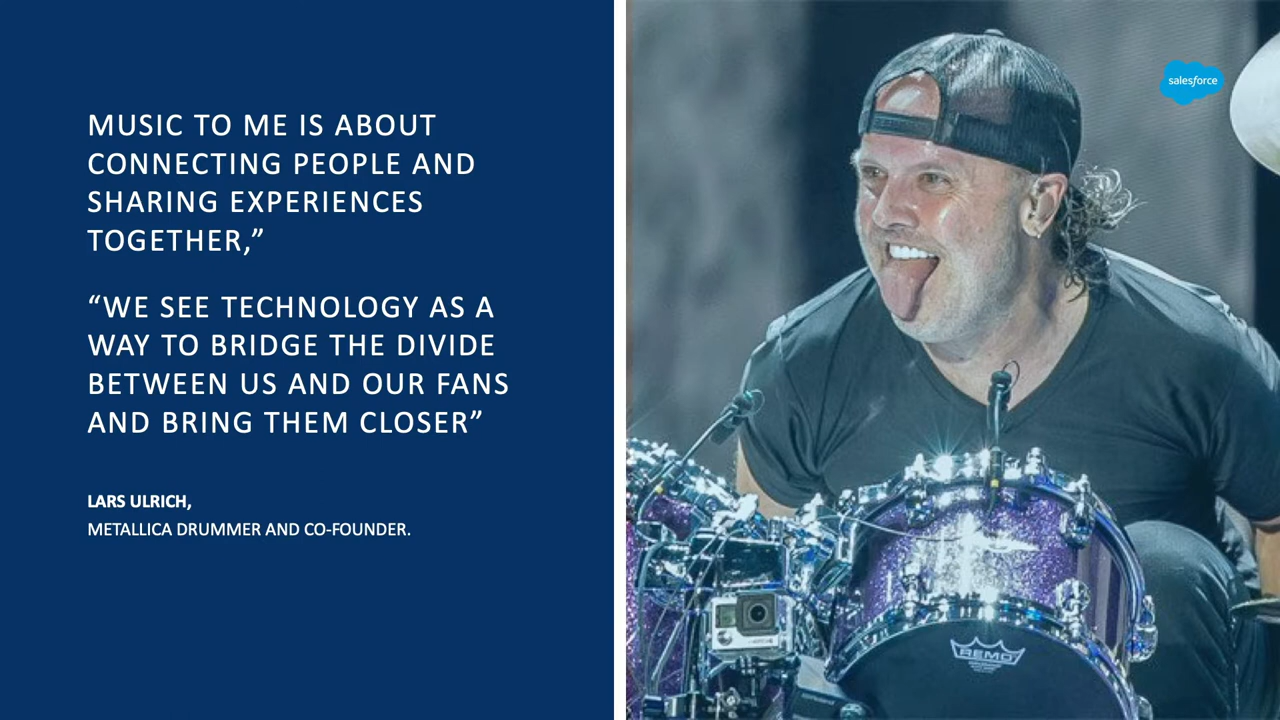 MUSIC TO ME IS ABOUT
CONNECTING PEOPLE AND
SHARING EXPERIENCES
TOGETHER,”
“WE SEE TECHNOLOGY AS A
WAY TO BRIDGE THE DIVIDE
BETWEEN US AND OUR FANS
AND BRING THEM CLOSER”
LARS ULRICH,
METALLICA DRUMMER AND CO-FOUNDER.
salesforce
REMO